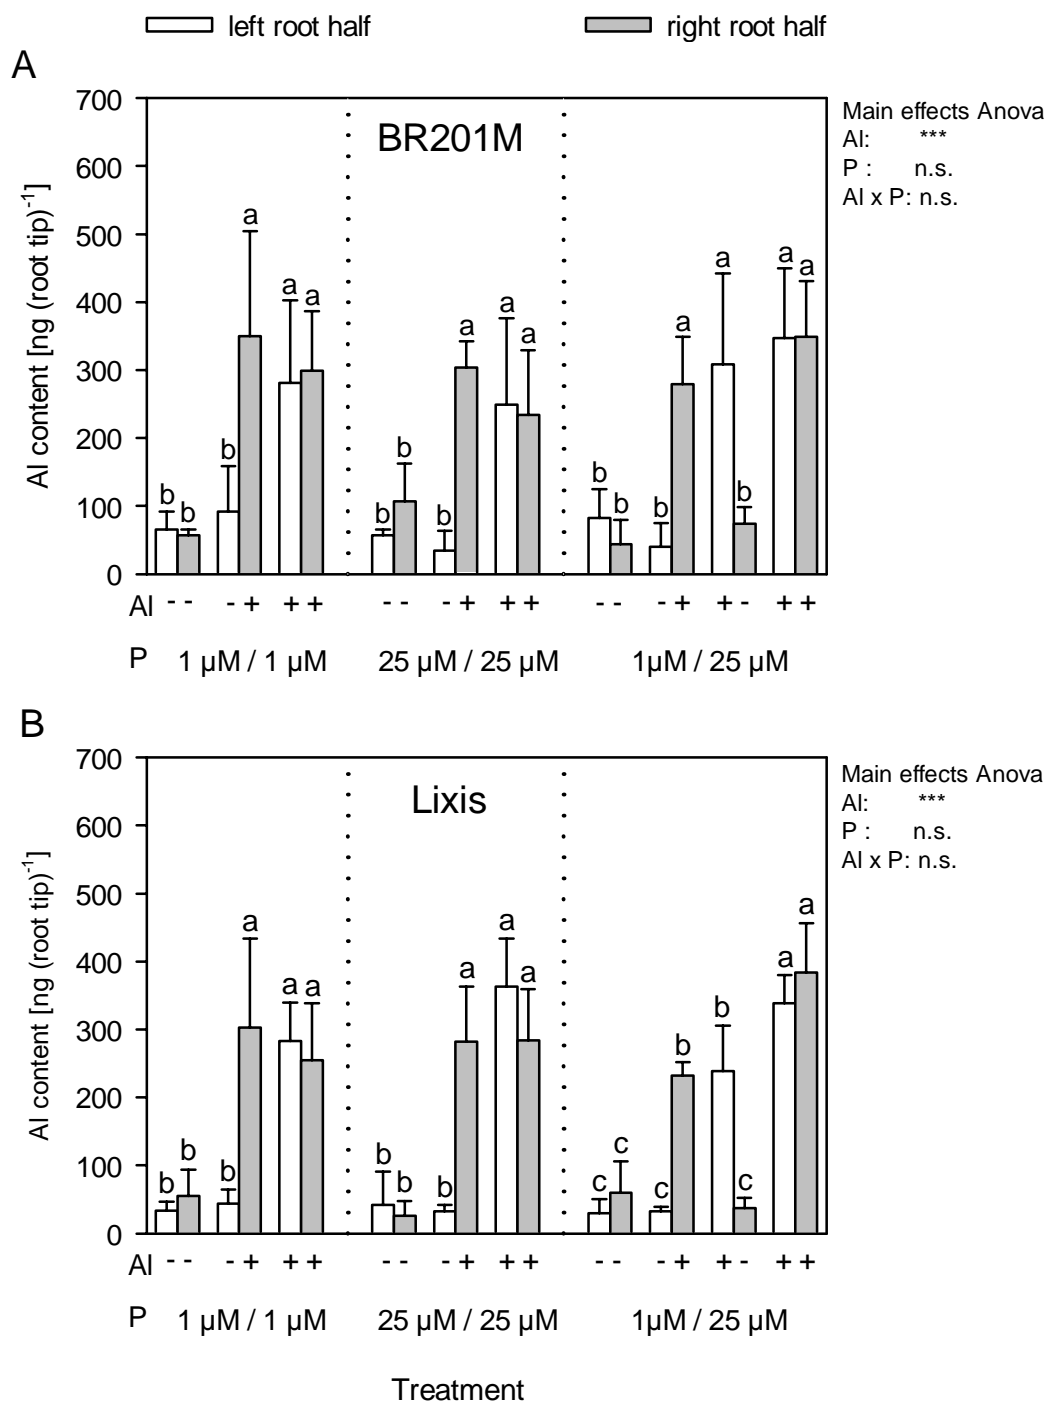 left root half right root half
A
BR201M
Main effects Anova
Al: ***
P : n.s.
Al x P: n.s.
Al content [ng (root tip)-1]
700
600
500
400
300
200
100
0
b b b a a a b b b a a a b b b a a b a a
Al - - - + + + - - - + + + - - - + + - + +
P 1 µM / 1 µM 25 µM / 25 µM 1µM / 25 µM
B
Lixis
Main effects Anova
Al: ***
P : n.s.
Al x P: n.s.
Al content [ng (root tip)-1]
700
600
500
400
300
200
100
0
b b b a a a b b b a a a c c c b b c a a
Al - - - + + + - - - + + + - - - + + - + +
P 1 µM / 1 µM 25 µM / 25 µM 1µM / 25 µM
Treatment